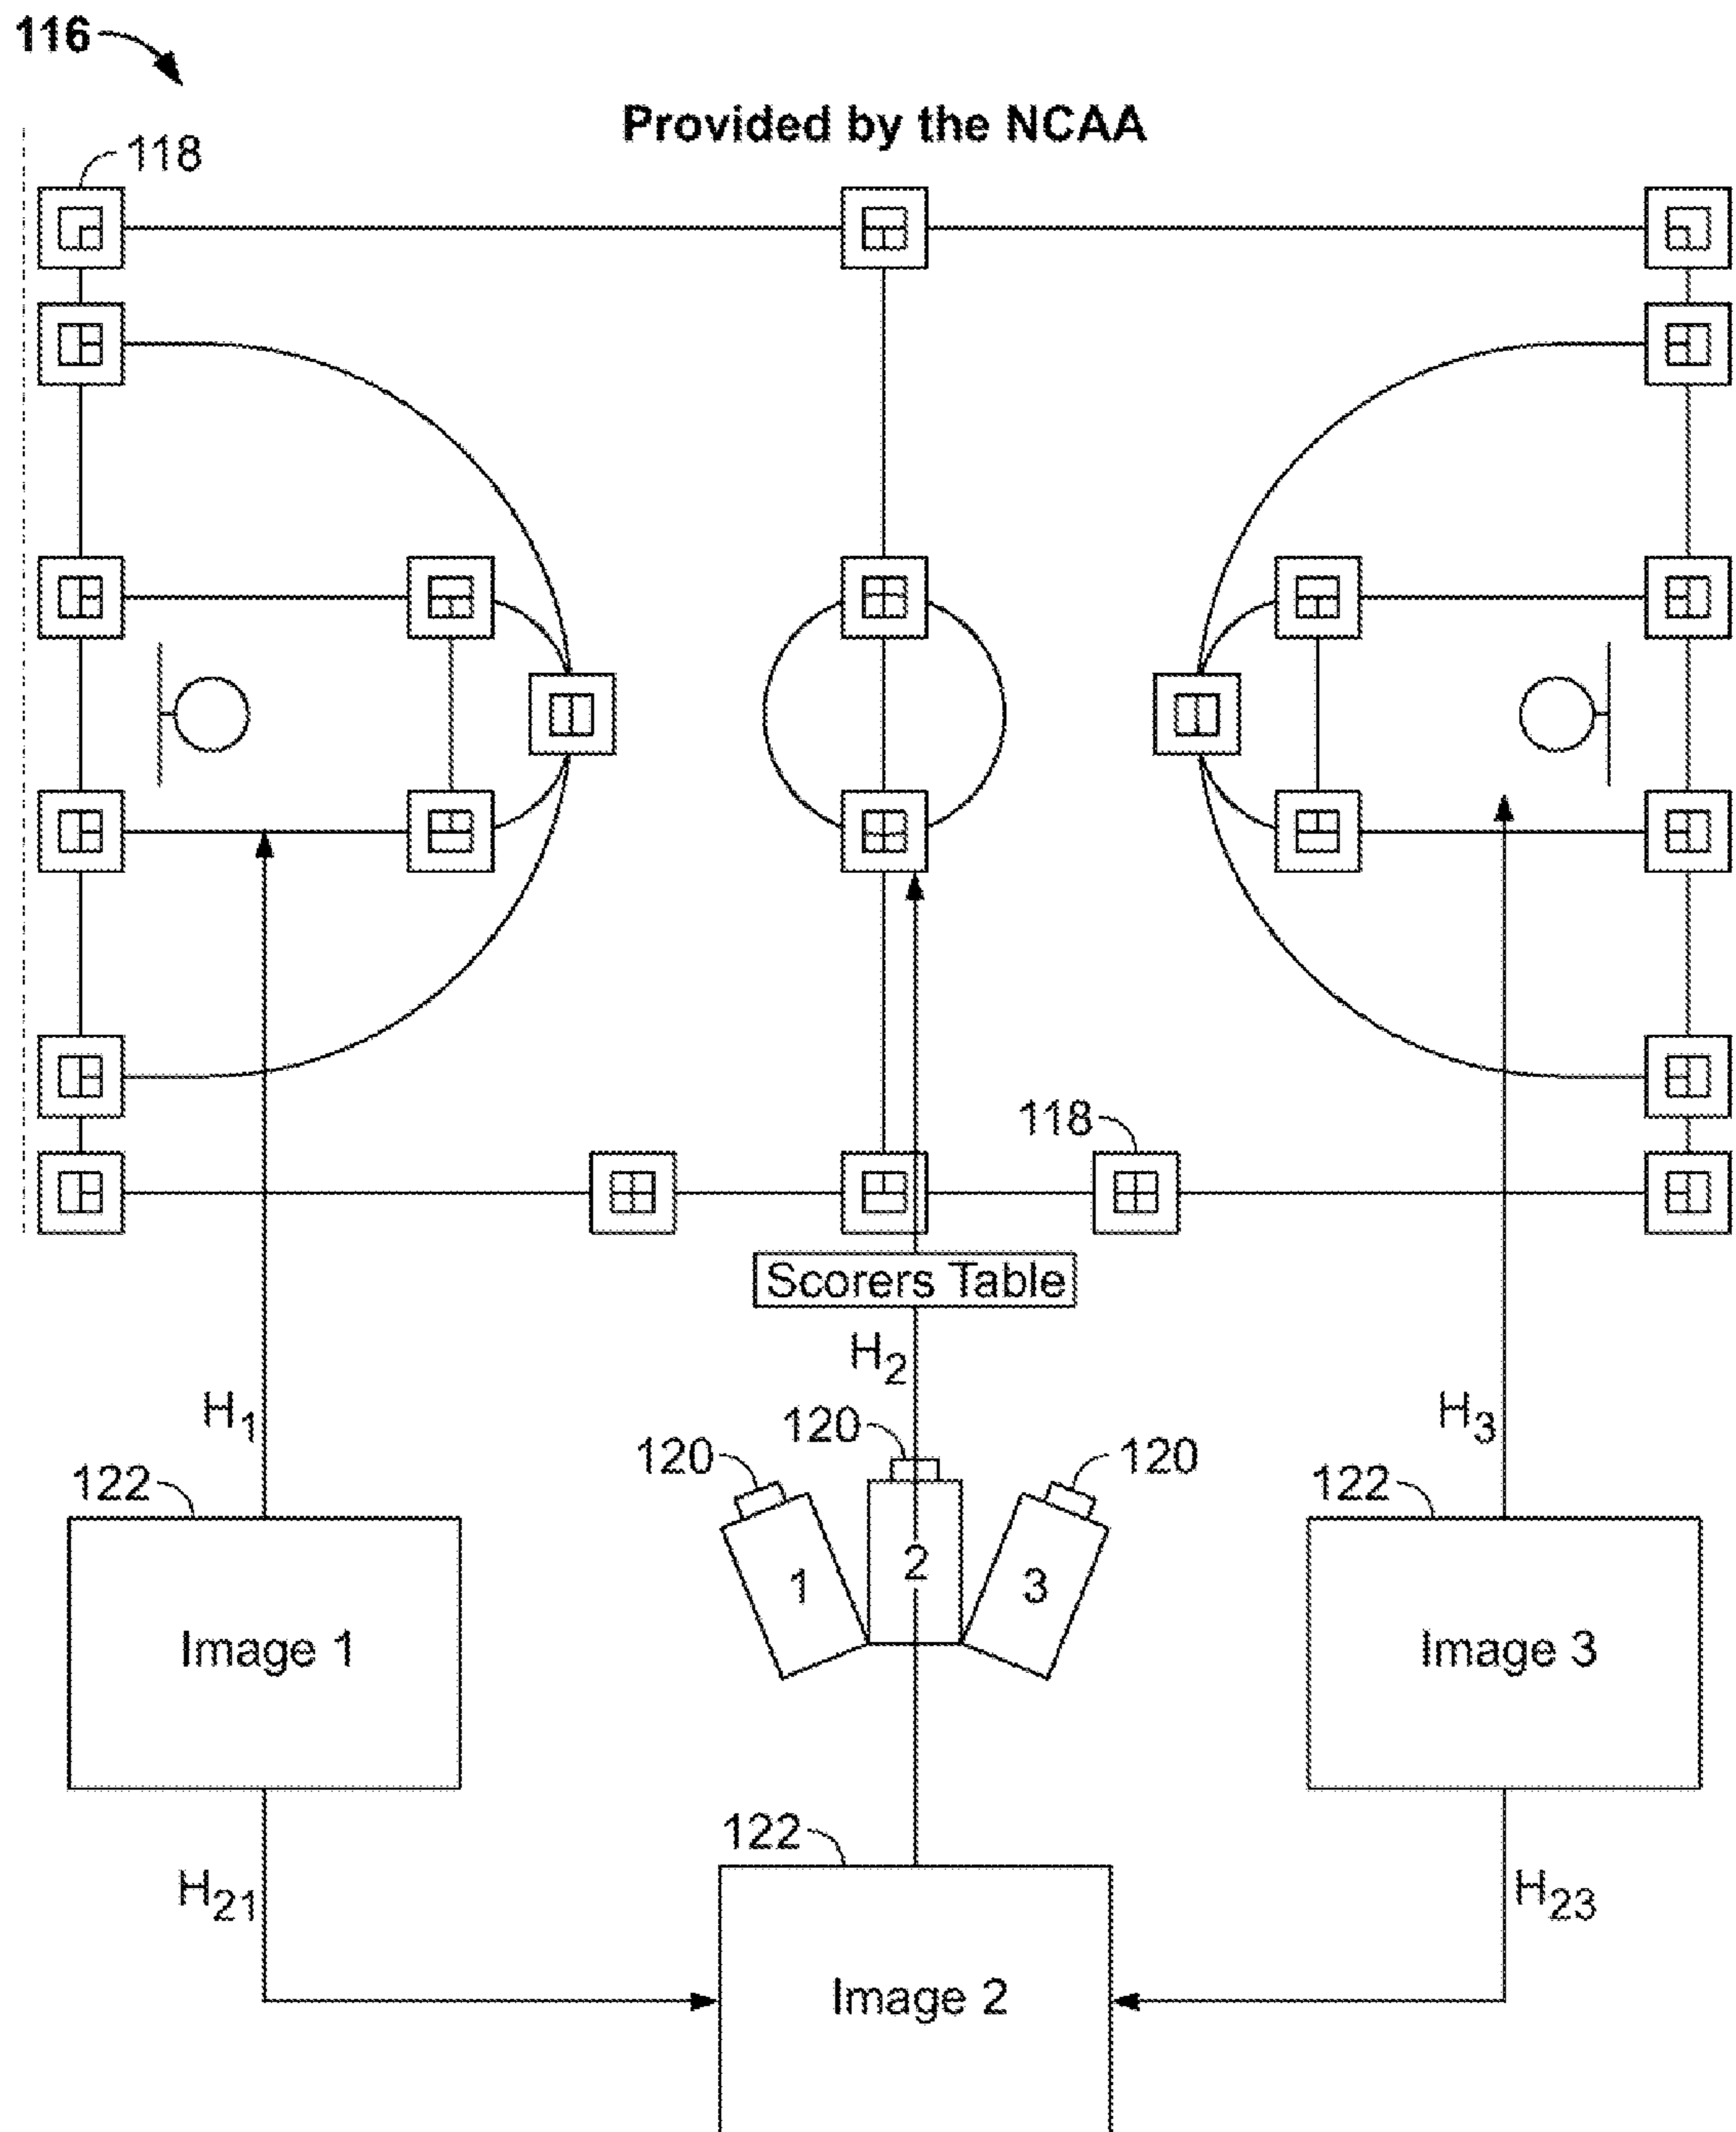 116
Provided by the NCAA
118
118
Scorers Table
H2
H1
H3
120
120
120
122
122
1
2
3
Image 1
Image 3
122
H21
H23
Image 2